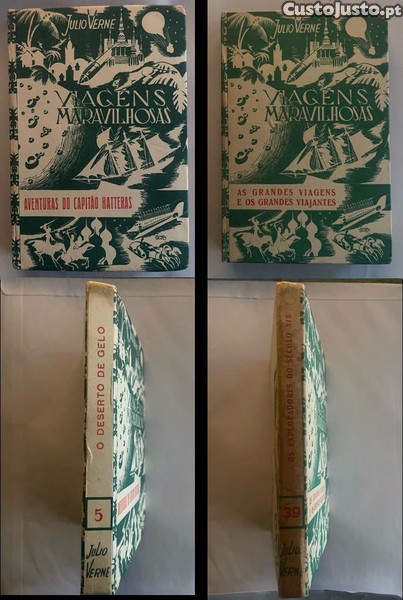 CustoJusto.pt
JULIO VERNE
VIAGENS
MARAVILHOSAS
AVENTURAS DO CAPITÃO HATTERAS
JULIO VERNE
VIAGENS
MARAVILHOSAS
AS GRANDES VIAGENS
E OS GRANDES VIAJANTES
O DESERTO DE GELO
5
JULIO
VERNE
OS EXPLORADORES DO SÉCULO XIX
39
JULIO
VERNE